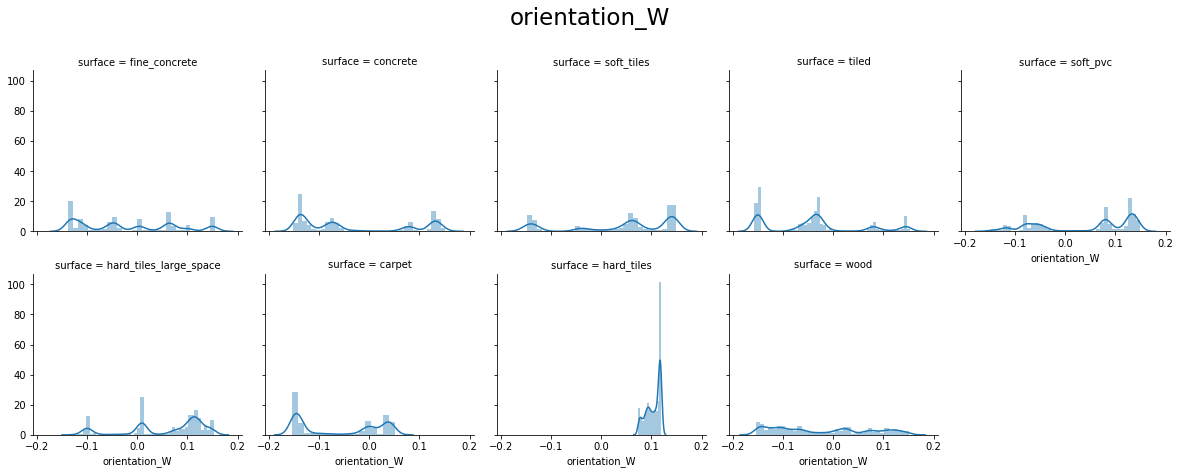 orientation_W
surface = fine_concrete
surface = concrete
surface = soft_tiles
surface = tiled
surface = soft_pvc
100
80
60
40
20
0
−0.2 −0.1 0.0 0.1 0.2
orientation_W
surface = hard_tiles_large_space
surface = carpet
surface = hard_tiles
surface = wood
100
80
60
40
20
0
−0.2 −0.1 0.0 0.1 0.2
−0.2 −0.1 0.0 0.1 0.2
−0.2 −0.1 0.0 0.1 0.2
−0.2 −0.1 0.0 0.1 0.2
orientation_W
orientation_W
orientation_W
orientation_W